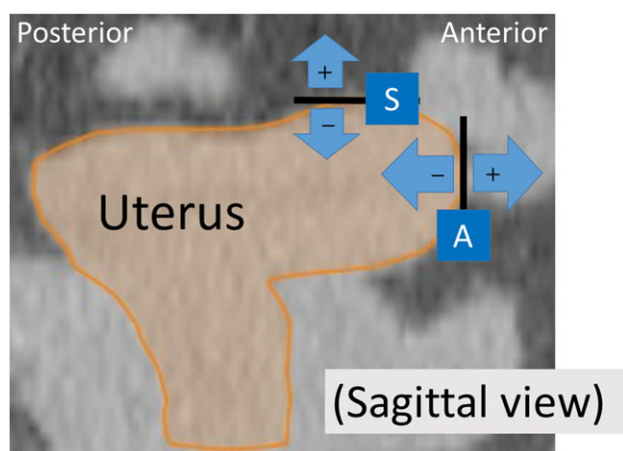 Posterior
Anterior
+
S
−
−
+
Uterus
A
(Sagittal view)